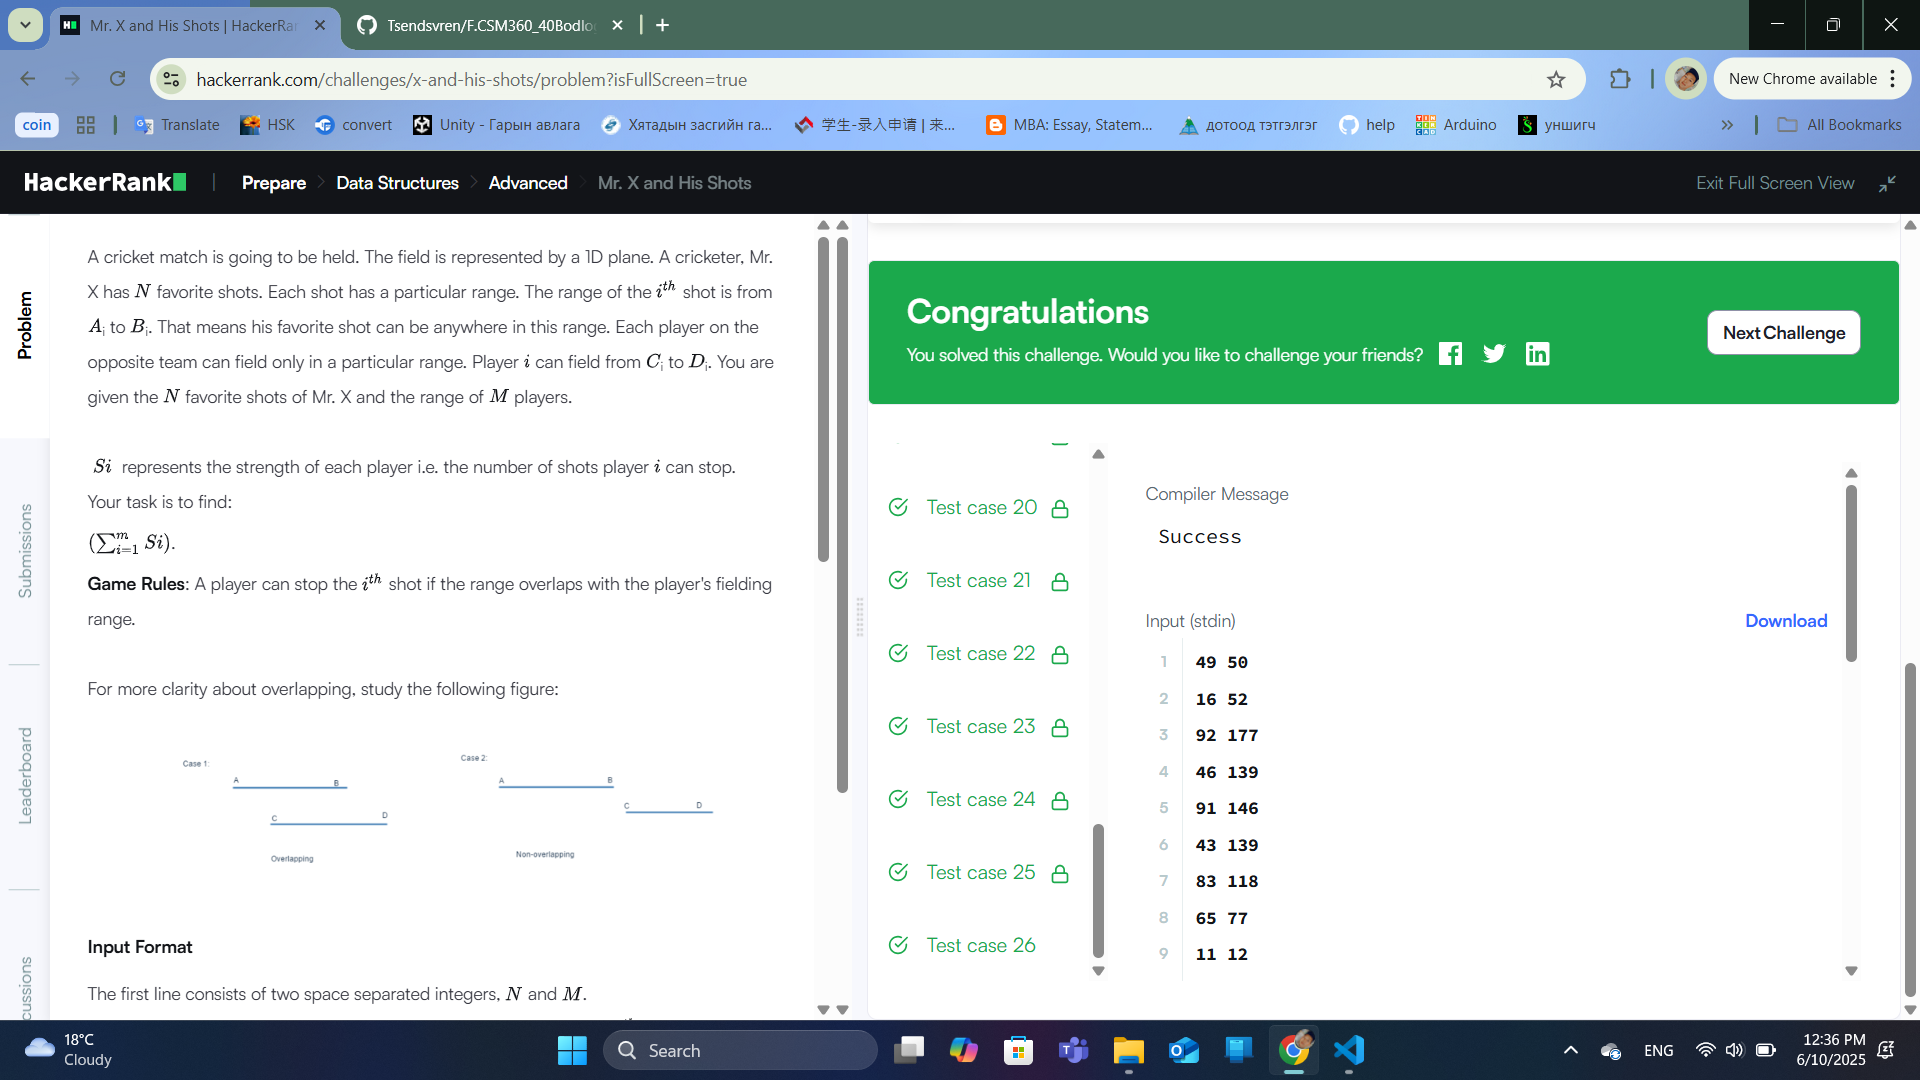 Mr. X and His Shots | HackerRan
Tsendsvren/F.CSM360_40Bodlo
hackerrank.com/challenges/x-and-his-shots/problem?isFullScreen=true
New Chrome available
coin
Translate
HSK
convert
Unity - Гарын авлага
Хятадын засгийн га...
学生-录入申请 | 来...
MBA: Essay, Statem...
дотоод тэтгэлгэг
help
Arduino
уншигч
All Bookmarks
HackerRank
Prepare
Data Structures
Advanced
Mr. X and His Shots
Exit Full Screen View
Problem
Submissions
Leaderboard
cussions
A cricket match is going to be held. The field is represented by a 1D plane. A cricketer, Mr.
X has N favorite shots. Each shot has a particular range. The range of the i^th shot is from
A_i to B_i. That means his favorite shot can be anywhere in this range. Each player on the
opposite team can field only in a particular range. Player i can field from C_i to D_i. You are
given the N favorite shots of Mr. X and the range of M players.
Si represents the strength of each player i.e. the number of shots player i can stop.
Your task is to find:
(∑_{i=1}^m Si).
Game Rules: A player can stop the i^th shot if the range overlaps with the player's fielding
range.
For more clarity about overlapping, study the following figure:
Case 1:
A B
C D
Overlapping
Case 2:
A B
C D
Non-overlapping
Input Format
The first line consists of two space separated integers, N and M.
Congratulations
You solved this challenge. Would you like to challenge your friends?
Next Challenge
Test case 20
Test case 21
Test case 22
Test case 23
Test case 24
Test case 25
Test case 26
Compiler Message
Success
Input (stdin)
Download
1 49 50
2 16 52
3 92 177
4 46 139
5 91 146
6 43 139
7 83 118
8 65 77
9 11 12
18°C
Cloudy
Search
ENG
12:36 PM
6/10/2025